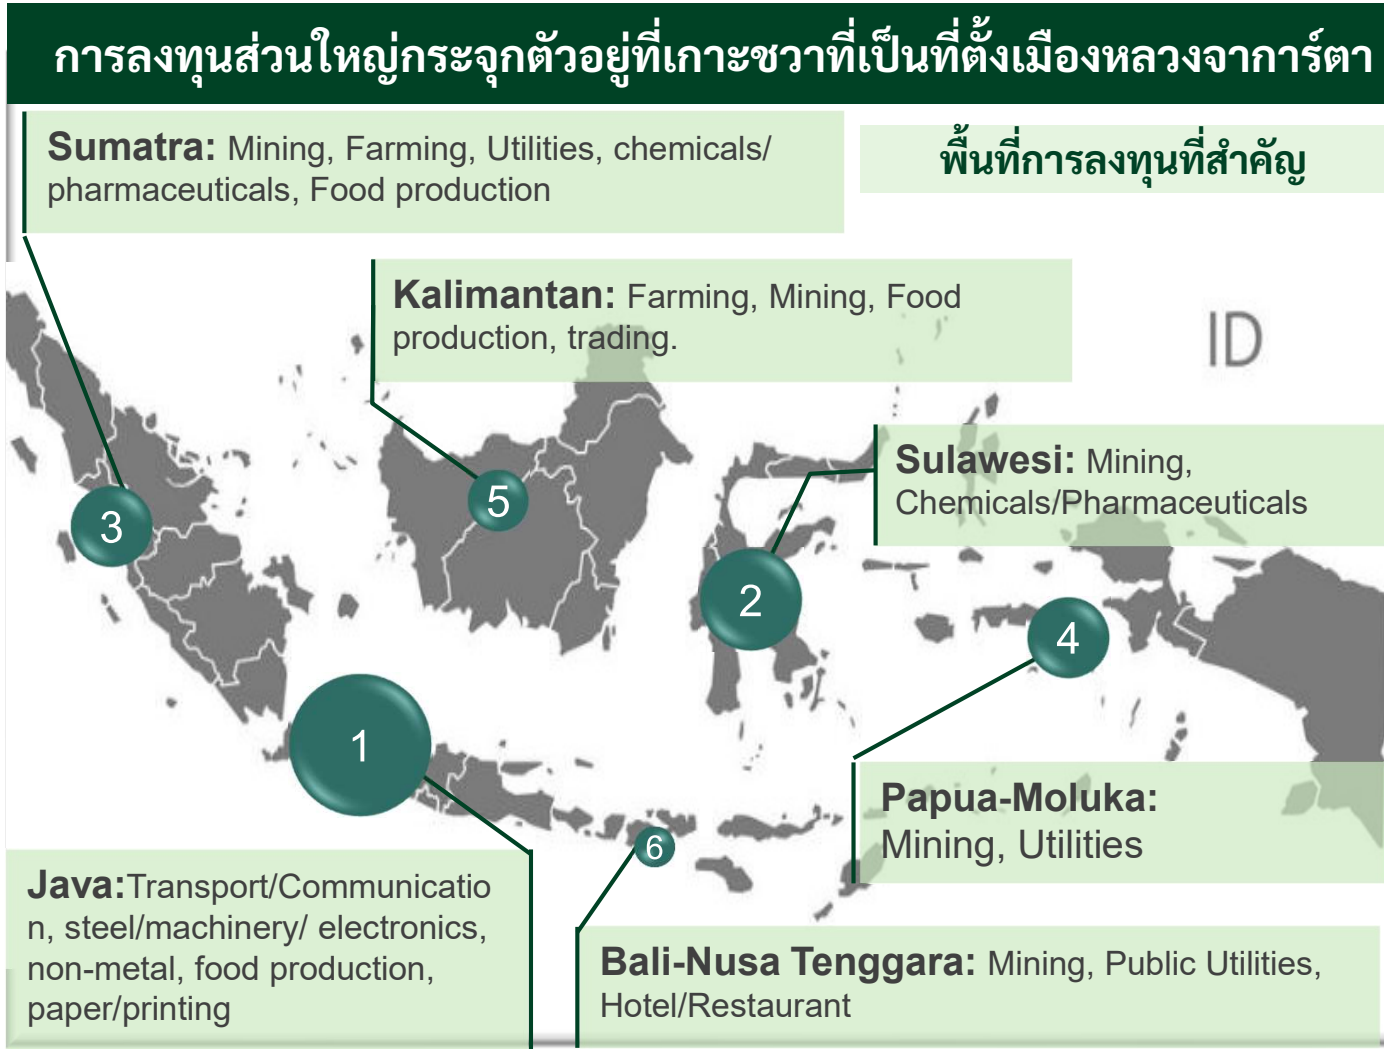 การลงทุนส่วนใหญ่กระจุกตัวอยู่ที่เกาะชวาที่เป็นที่ตั้งเมืองหลวงจาการ์ตา
Sumatra: Mining, Farming, Utilities, chemicals/
pharmaceuticals, Food production
พื้นที่การลงทุนที่สำคัญ
Kalimantan: Farming, Mining, Food
production, trading.
ID
Sulawesi: Mining,
Chemicals/Pharmaceuticals
5
3
2
4
1
6
Papua-Moluka:
Mining, Utilities
Java:Transport/Communicatio
n, steel/machinery/ electronics,
non-metal, food production,
paper/printing
Bali-Nusa Tenggara: Mining, Public Utilities,
Hotel/Restaurant